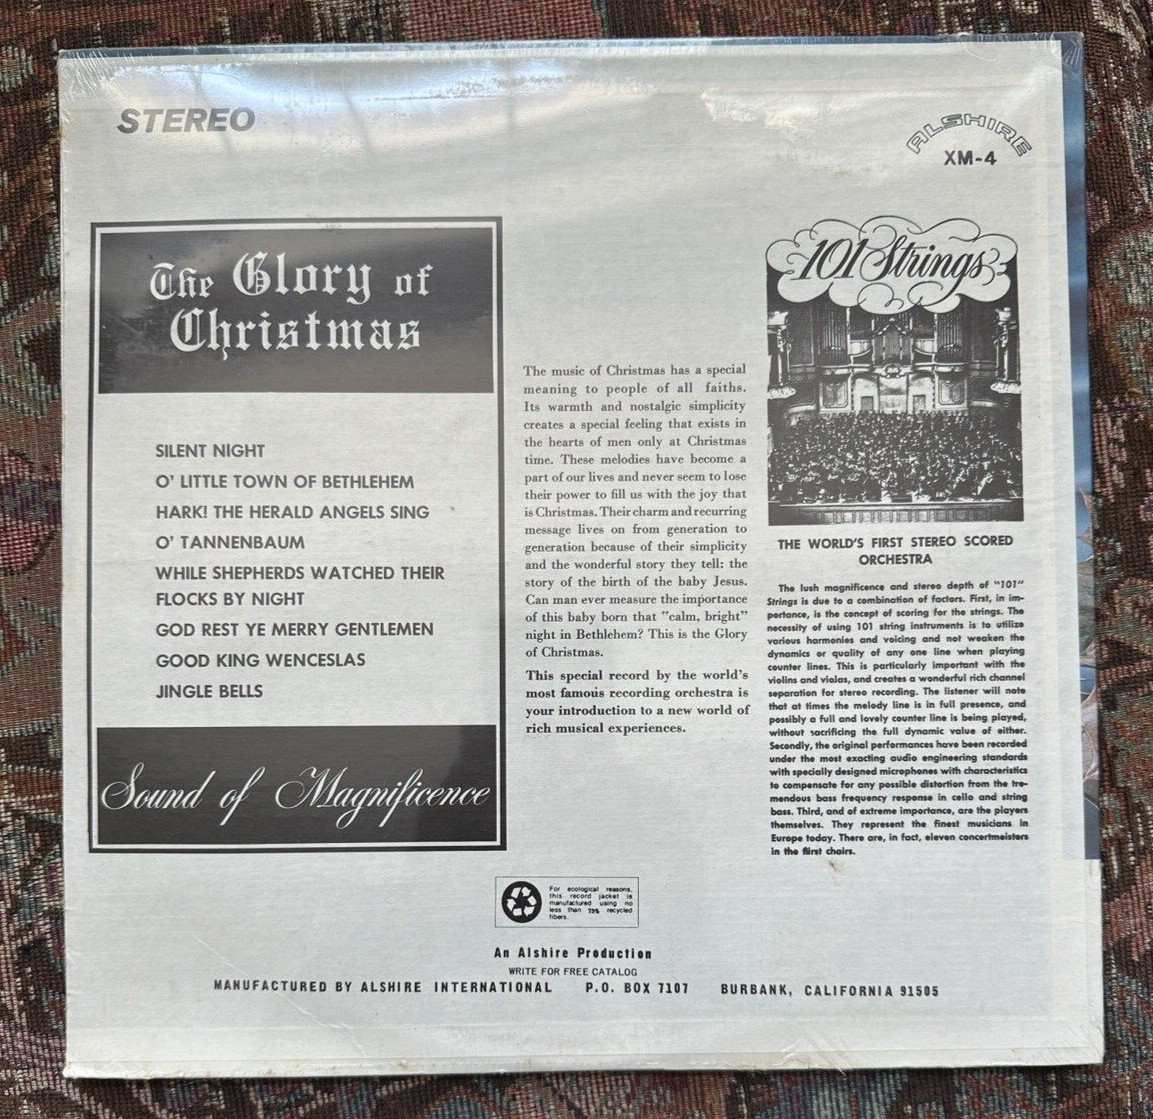 STEREO
ALSHIRE
XM-4
The Glory of
Christmas
SILENT NIGHT
O' LITTLE TOWN OF BETHLEHEM
HARK! THE HERALD ANGELS SING
O' TANNENBAUM
WHILE SHEPHERDS WATCHED THEIR
FLOCKS BY NIGHT
GOD REST YE MERRY GENTLEMEN
GOOD KING WENCESLAS
JINGLE BELLS
Sound of Magnificence
The music of Christmas has a special
meaning to people of all faiths.
Its warmth and nostalgic simplicity
creates a special feeling that exists in
the hearts of men only at Christmas
time. These melodies have become a
part of our lives and never seem to lose
their power to fill us with the joy that
is Christmas. Their charm and recurring
message lives on from generation to
generation because of their simplicity
and the wonderful story they tell: the
story of the birth of the baby Jesus.
Can man ever measure the importance
of this baby born that "calm, bright"
night in Bethlehem? This is the Glory
of Christmas.
This special record by the world's
most famous recording orchestra is
your introduction to a new world of
rich musical experiences.
101 Strings
THE WORLD'S FIRST STEREO SCORED
ORCHESTRA
The lush magnificence and stereo depth of "101"
Strings is due to a combination of factors. First, in im-
portance, is the concept of scoring for the strings. The
necessity of using 101 string instruments is to utilize
various harmonies and voicing and not weaken the
dynamics or quality of any one line when playing
counter lines. This is particularly important with the
violins and violas, and creates a wonderful rich channel
separation for stereo recording. The listener will note
that at times the melody line is in full presence, and
possibly a full and lovely counter line is being played,
without sacrificing the full dynamic value of either.
Secondly, the original performances have been recorded
under the most exacting audio engineering standards
with specially designed microphones with characteristics
to compensate for any possible distortion from the tre-
mendous bass frequency response in cello and string
bass. Third, and of extreme importance, are the players
themselves. They represent the finest musicians in
Europe today. There are, in fact, eleven concertmeisters
in the first chairs.
For ecological reasons,
this record jacket is
manufactured using no
less than 75% recycled
fibers.
An Alshire Production
WRITE FOR FREE CATALOG
MANUFACTURED BY ALSHIRE INTERNATIONAL P.O. BOX 7107 BURBANK, CALIFORNIA 91505